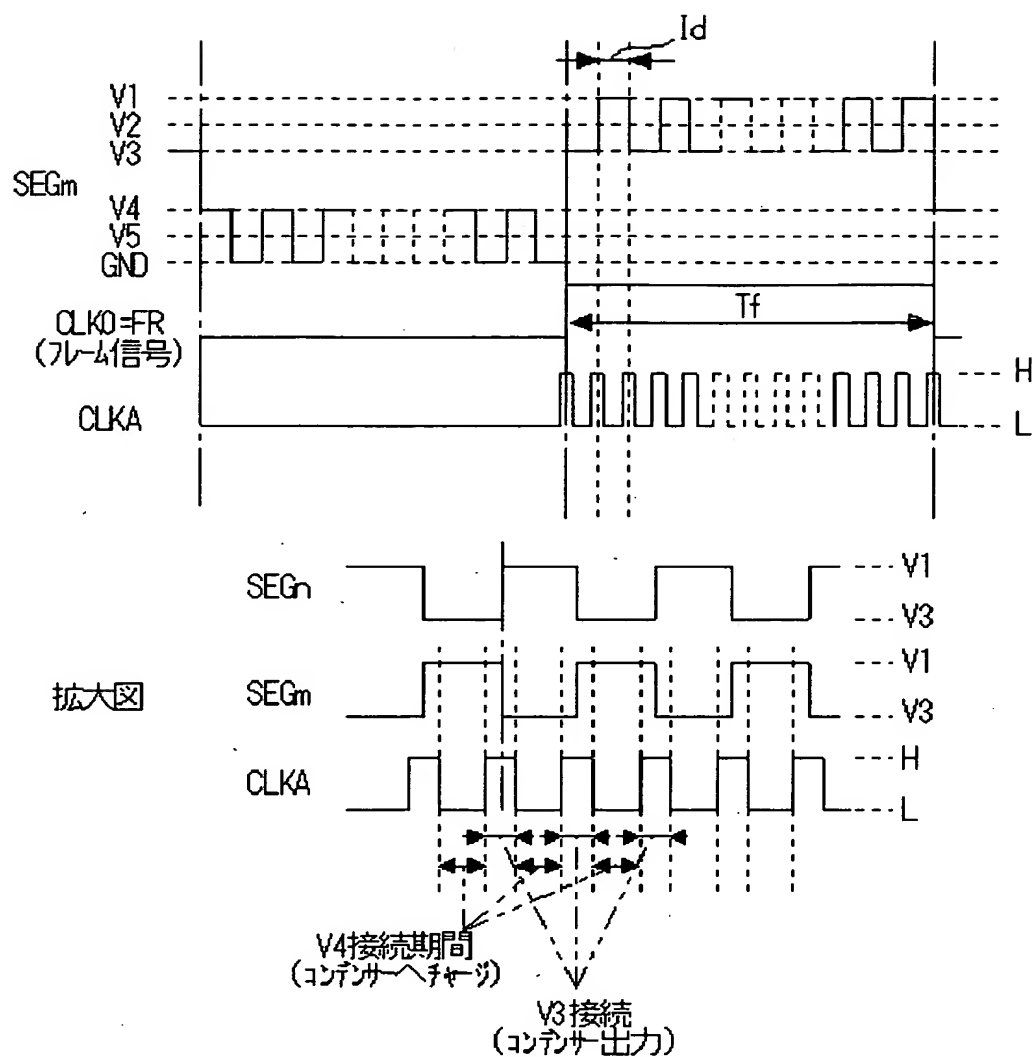 Id
V1
V2
V3
SEGm
V4
V5
GND
Tf
CLK0=FR
(フレーム信号)
H
CLKA
L
V1
SEGn
V3
V1
拡大図
SEGm
V3
H
CLKA
L
V4接続期間
(コンデンサーへチャージ)
V3接続
(コンデンサー出力)